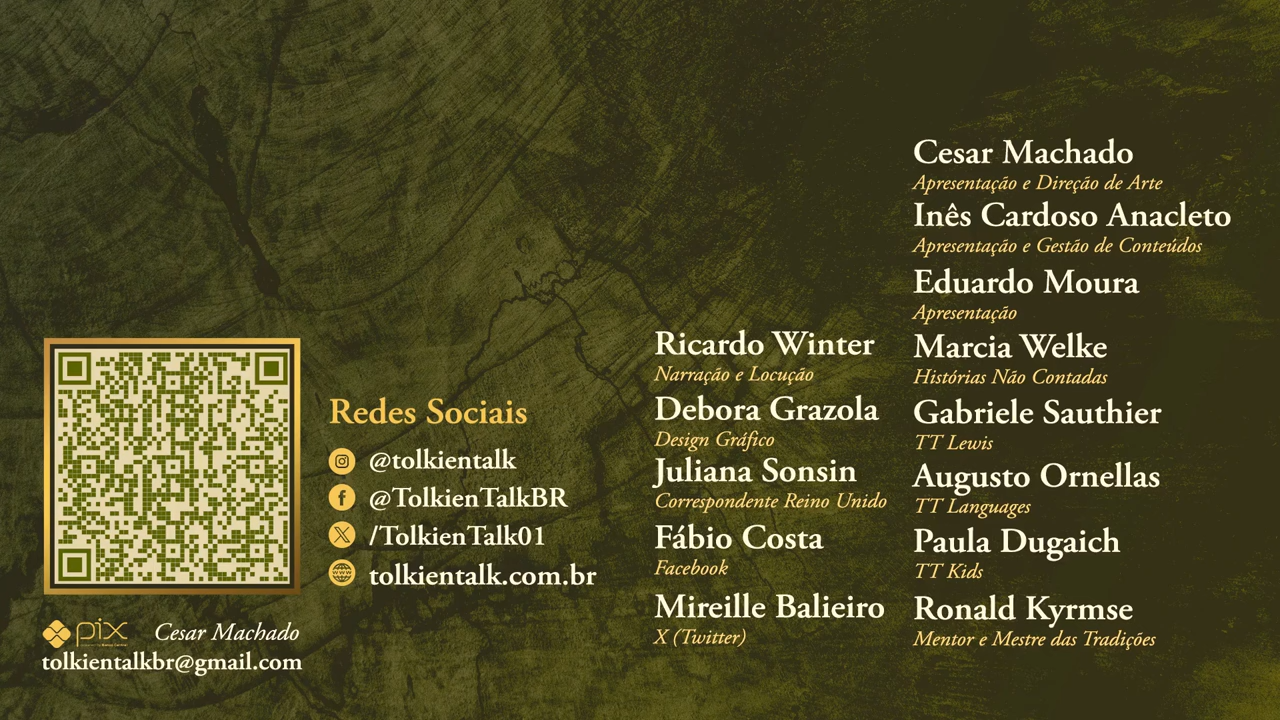 pix
Cesar Machado
tolkientalkbr@gmail.com
Redes Sociais
@tolkientalk
@TolkienTalkBR
/TolkienTalk01
tolkientalk.com.br
Ricardo Winter
Narração e Locução
Debora Grazola
Design Gráfico
Juliana Sonsin
Correspondente Reino Unido
Fábio Costa
Facebook
Mireille Balieiro
X (Twitter)
Cesar Machado
Apresentação e Direção de Arte
Inês Cardoso Anacleto
Apresentação e Gestão de Conteúdos
Eduardo Moura
Apresentação
Marcia Welke
Histórias Não Contadas
Gabriele Sauthier
TT Lewis
Augusto Ornellas
TT Languages
Paula Dugaich
TT Kids
Ronald Kyrmse
Mentor e Mestre das Tradições